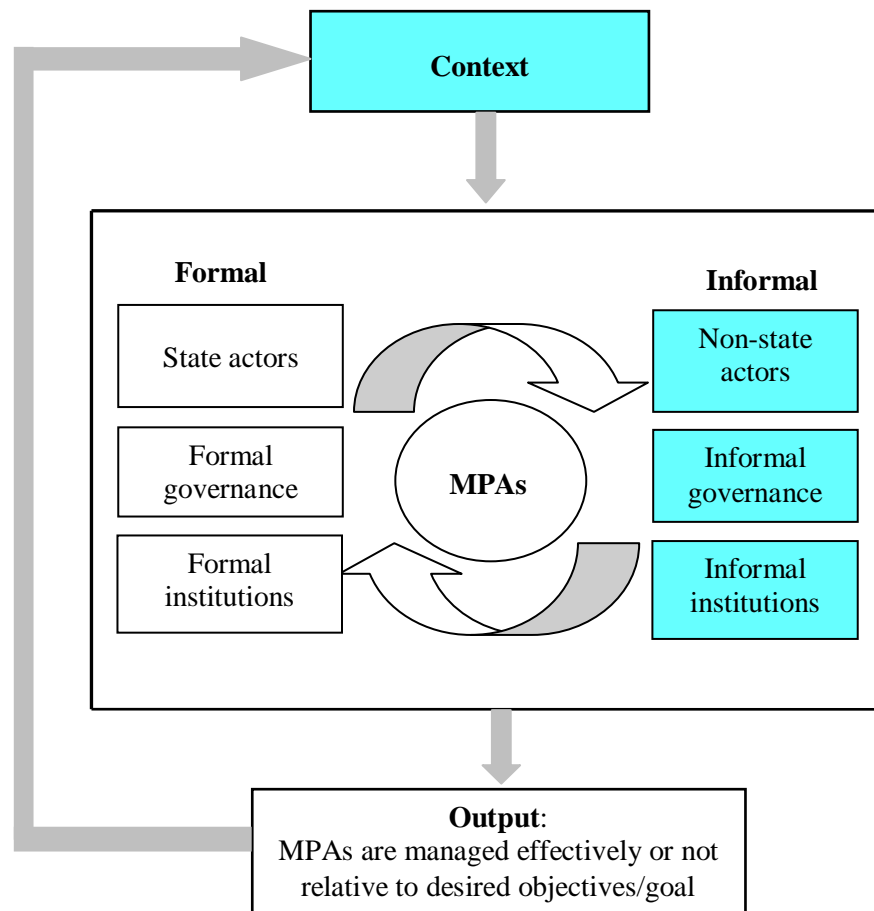 Context
Formal
Informal
State actors
Non-state
actors
Formal
governance
MPAs
Informal
governance
Formal
institutions
Informal
institutions
Output:
MPAs are managed effectively or not
relative to desired objectives/goal